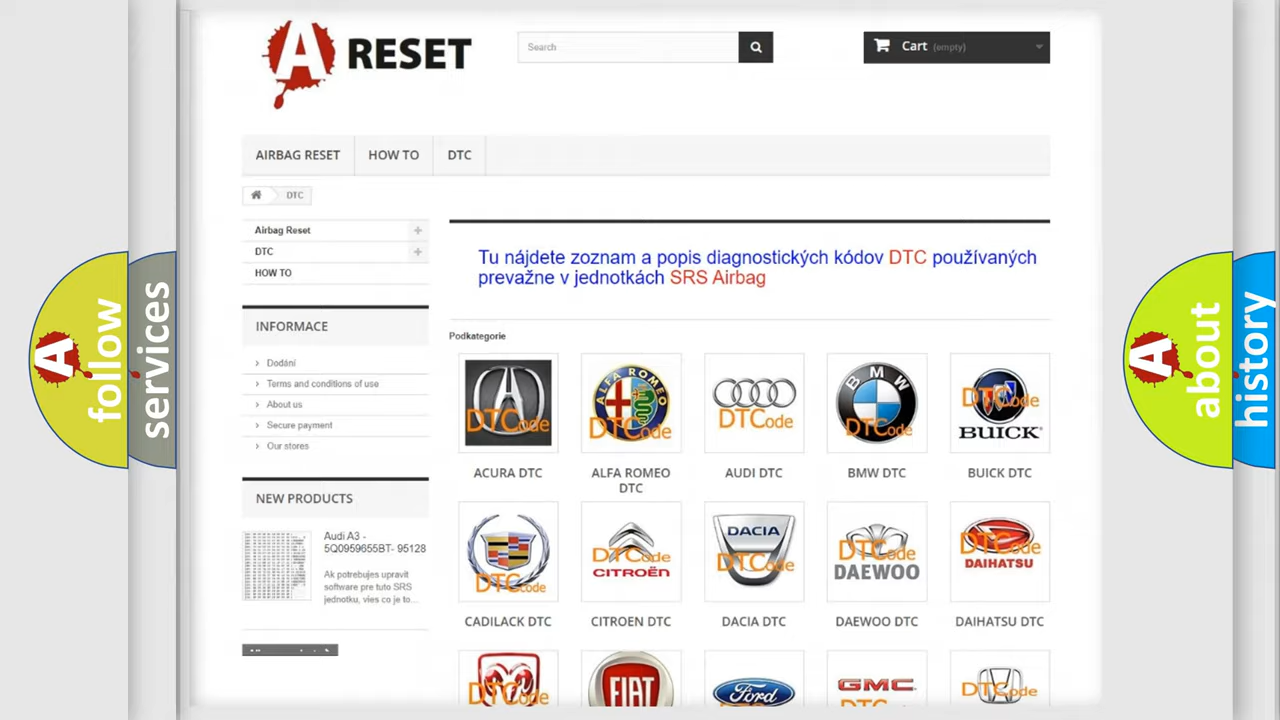 A RESET
Search
Cart (empty)
AIRBAG RESET
HOW TO
DTC
DTC
Airbag Reset
DTC
HOW TO
Tu nájdete zoznam a popis diagnostických kódov DTC používaných
prevažne v jednotkách SRS Airbag
INFORMACE
Dodání
Terms and conditions of use
About us
Secure payment
Our stores
NEW PRODUCTS
Audi A3 -
5Q0959655BT- 95128
Ak potrebujes upravit
software pre tuto SRS
jednotku, vies co je to...
Podkategorie
DTCode
ALFA ROMEO
DTCode
DTCode
BMW
DTCode
DTCode
BUICK
ACURA DTC
ALFA ROMEO
DTC
AUDI DTC
BMW DTC
BUICK DTC
DTCode
DTCode
CITROËN
DACIA
DTCode
DTCode
DAEWOO
DTCode
DAIHATSU
CADILACK DTC
CITROEN DTC
DACIA DTC
DAEWOO DTC
DAIHATSU DTC
DTCode
FIAT
Ford
GMC
DTCode
A follow
services
A about
history